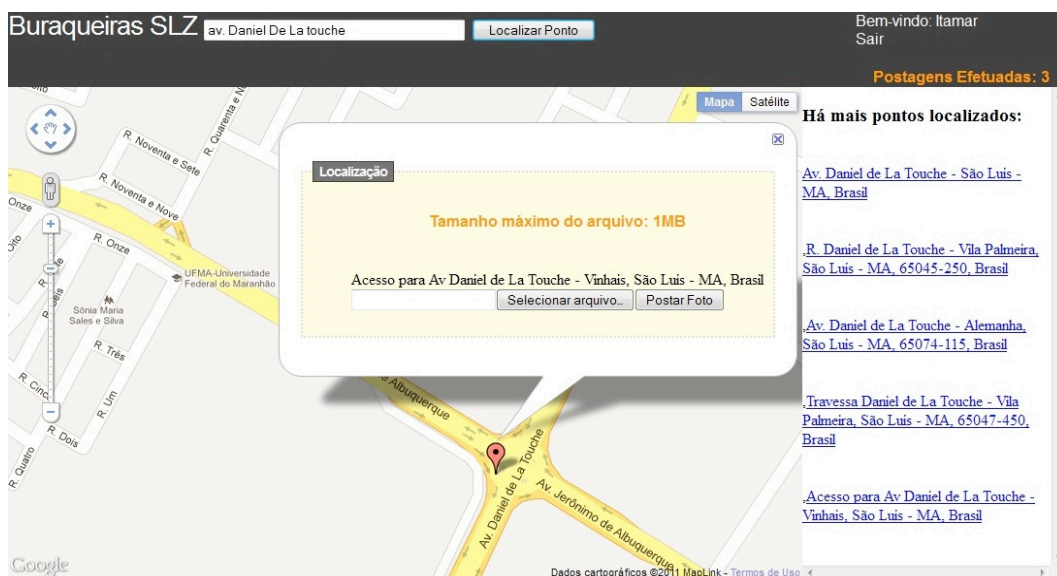 Buraqueiras SLZ
av. Daniel De La touche
Localizar Ponto
Bem-vindo: Itamar
Sair
Postagens Efetuadas: 3
Mapa
Satélite
Há mais pontos localizados:
Av. Daniel de La Touche - São Luis -
MA, Brasil
,R. Daniel de La Touche - Vila Palmeira,
São Luis - MA, 65045-250, Brasil
,Av. Daniel de La Touche - Alemanha,
São Luis - MA, 65074-115, Brasil
,Travessa Daniel de La Touche - Vila
Palmeira, São Luis - MA, 65047-450,
Brasil
,Acesso para Av Daniel de La Touche -
Vinhais, São Luis - MA, Brasil
Localização
Tamanho máximo do arquivo: 1MB
Acesso para Av Daniel de La Touche - Vinhais, São Luis - MA, Brasil
Selecionar arquivo...
Postar Foto
R. Quarenta e N
R. Noventa e Sete
R. Noventa e Nove
Onze
R. Onze
UFMA-Universidade
Federal do Maranhão
Sônia Maria
Sales e Silva
R. Três
R. Cinc
R. Um
R. Dois
R. Quatro
e Albuquerque
Av. Daniel de La Touche
Av. Jerônimo de Albuquerque
Google
Dados cartográficos ©2011 MapLink - Termos de Uso